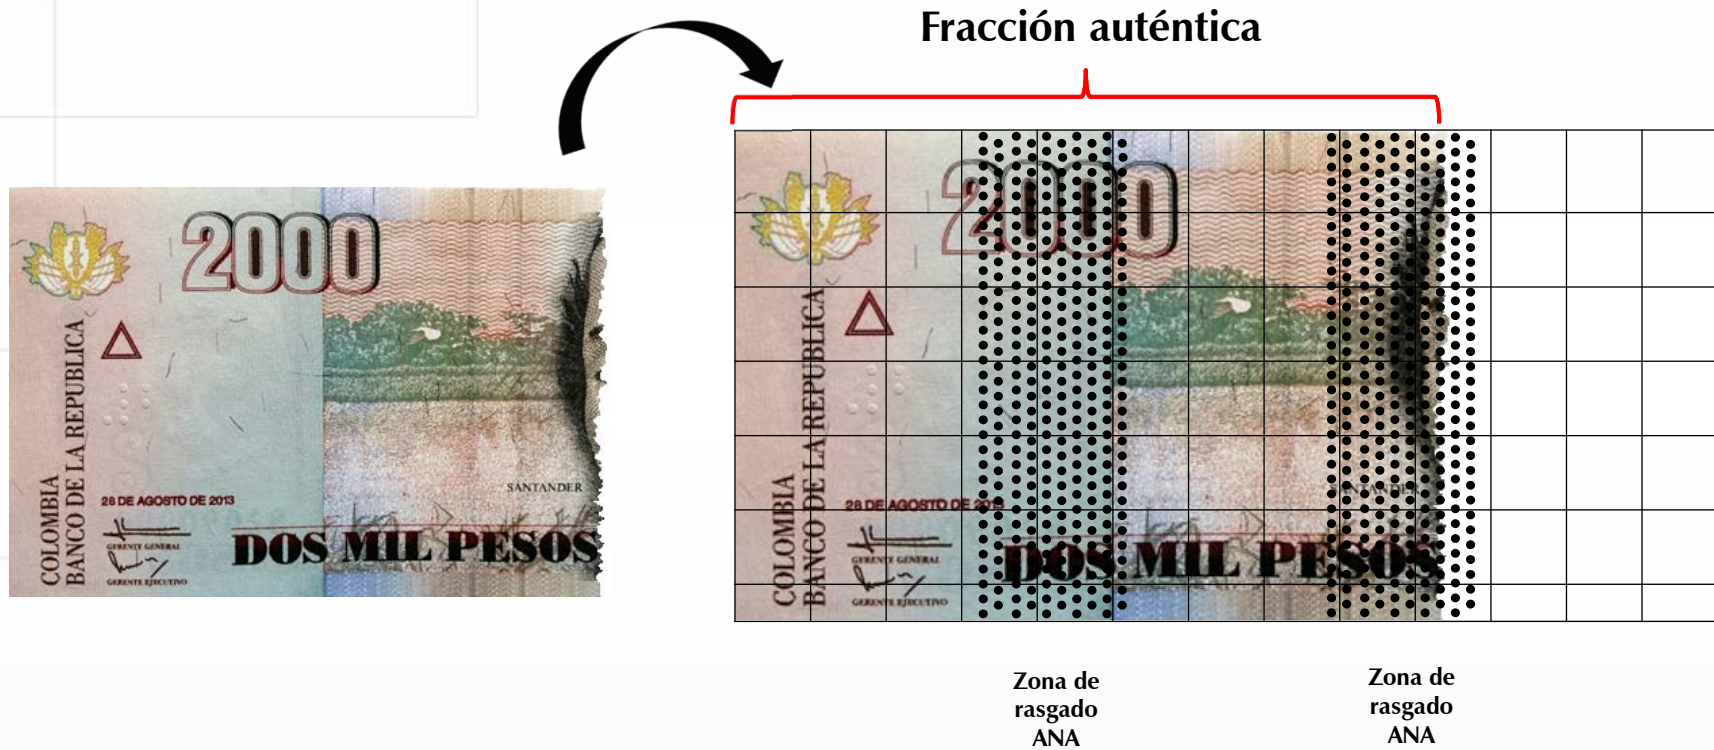 Fracción auténtica
2000
COLOMBIA
BANCO DE LA REPUBLICA
28 DE AGOSTO DE 2013
GERENTE GENERAL
GERENTE EJECUTIVO
SANTANDER
DOS MIL PESOS
2000
COLOMBIA
BANCO DE LA REPUBLICA
28 DE AGOSTO DE 2013
GERENTE GENERAL
GERENTE EJECUTIVO
SANTANDER
DOS MIL PESOS
Zona de
rasgado
ANA
Zona de
rasgado
ANA